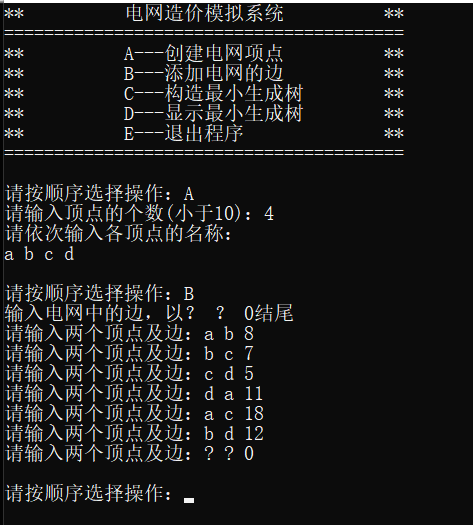 **          电网造价模拟系统          **
========================================
**          A---创建电网项点          **
**          B---添加电网的边          **
**          C---构造最小生成树        **
**          D---显示最小生成树        **
**          E---退出程序              **
========================================
请按顺序选择操作：A
请输入顶点的个数(小于10)：4
请依次输入各顶点的名称：
a b c d
请按顺序选择操作：B
输入电网中的边，以？ ？ 0结尾
请输入两个顶点及边：a b 8
请输入两个顶点及边：b c 7
请输入两个顶点及边：c d 5
请输入两个顶点及边：d a 11
请输入两个顶点及边：a c 18
请输入两个顶点及边：b d 12
请输入两个顶点及边：? ? 0
请按顺序选择操作：